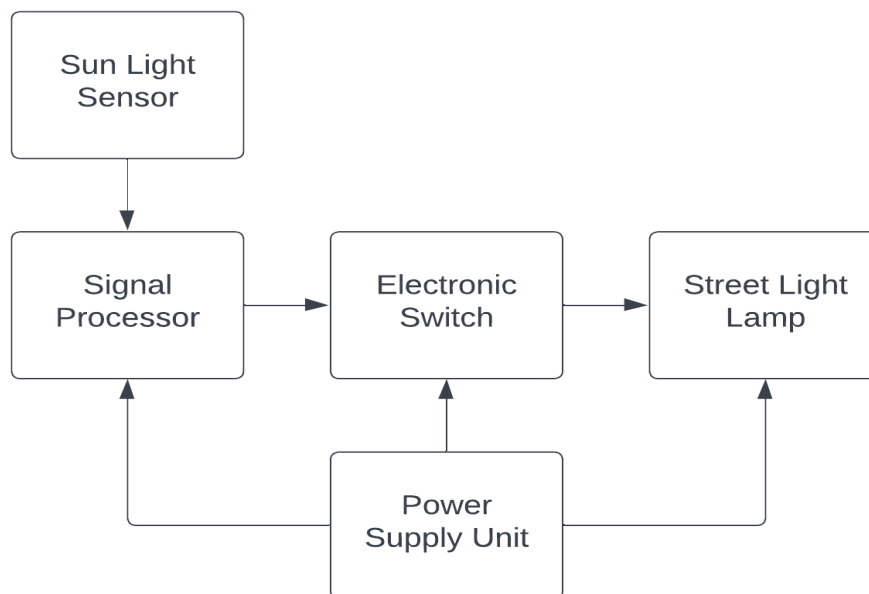 Sun Light
Sensor
Signal
Processor
Electronic
Switch
Street Light
Lamp
Power
Supply Unit